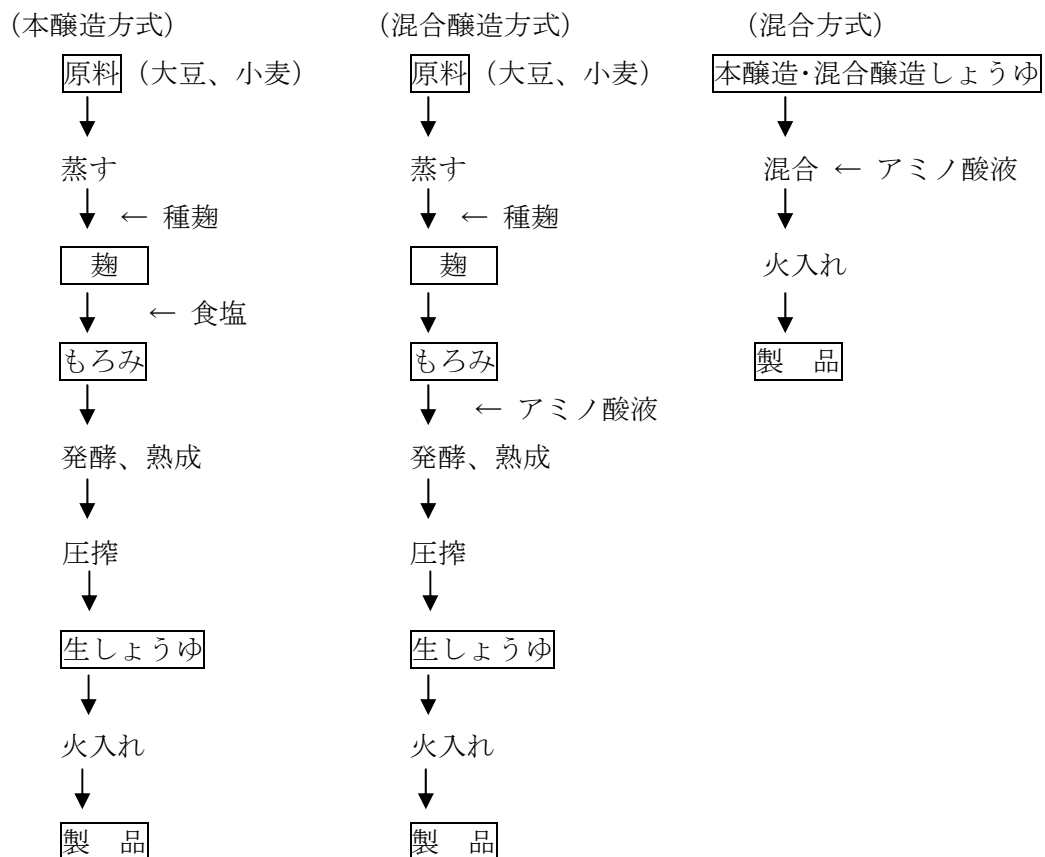 （本醸造方式）
原料（大豆、小麦）
蒸す
← 種麹
麹
← 食塩
もろみ
発酵、熟成
圧搾
生しょうゆ
火入れ
製　品
（混合醸造方式）
原料（大豆、小麦）
蒸す
← 種麹
麹
もろみ
← アミノ酸液
発酵、熟成
圧搾
生しょうゆ
火入れ
製　品
（混合方式）
本醸造･混合醸造しょうゆ
混合 ← アミノ酸液
火入れ
製　品